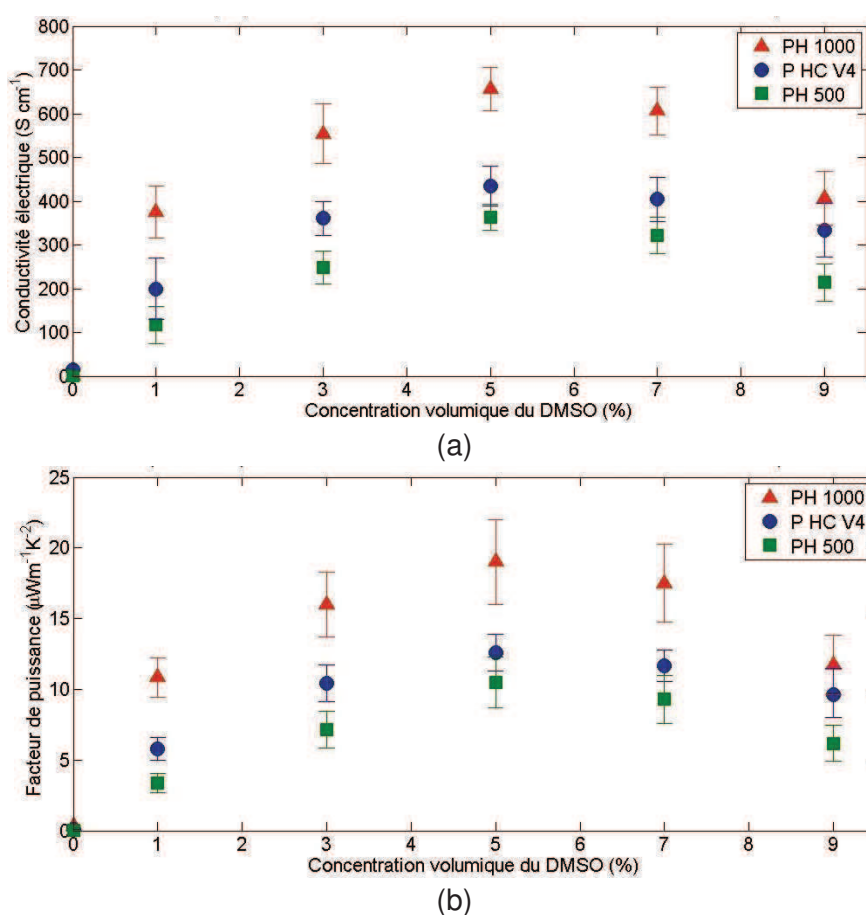 800
700
600
500
400
300
200
100
0
Conductivité électrique (S cm⁻¹)
PH 1000
P HC V4
PH 500
0 1 2 3 4 5 6 7 8 9
Concentration volumique du DMSO (%)
(a)
25
20
15
10
5
0
Facteur de puissance (µWm⁻¹K⁻²)
PH 1000
P HC V4
PH 500
0 1 2 3 4 5 6 7 8 9
Concentration volumique du DMSO (%)
(b)